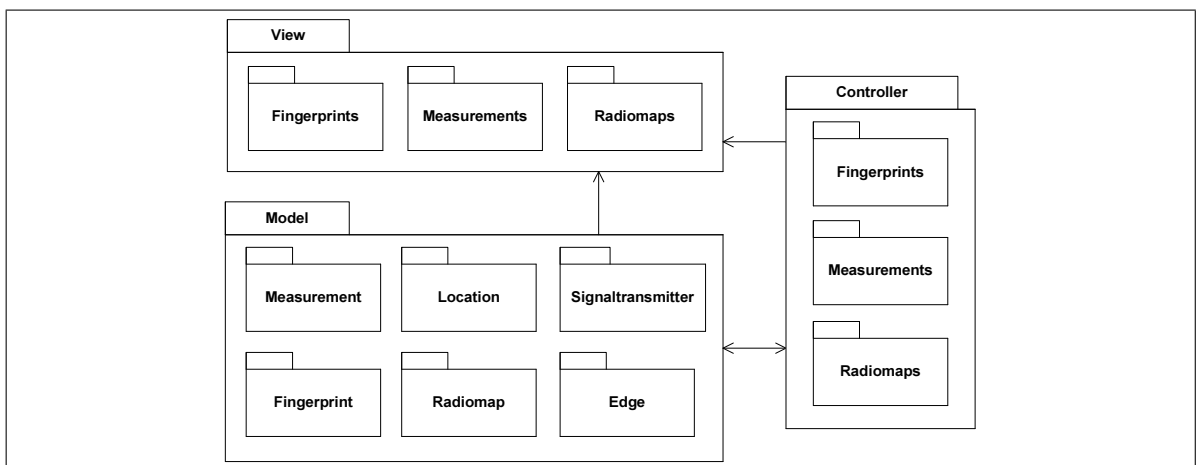 View
Fingerprints
Measurements
Radiomaps
Controller
Fingerprints
Measurements
Radiomaps
Model
Measurement
Location
Signaltransmitter
Fingerprint
Radiomap
Edge